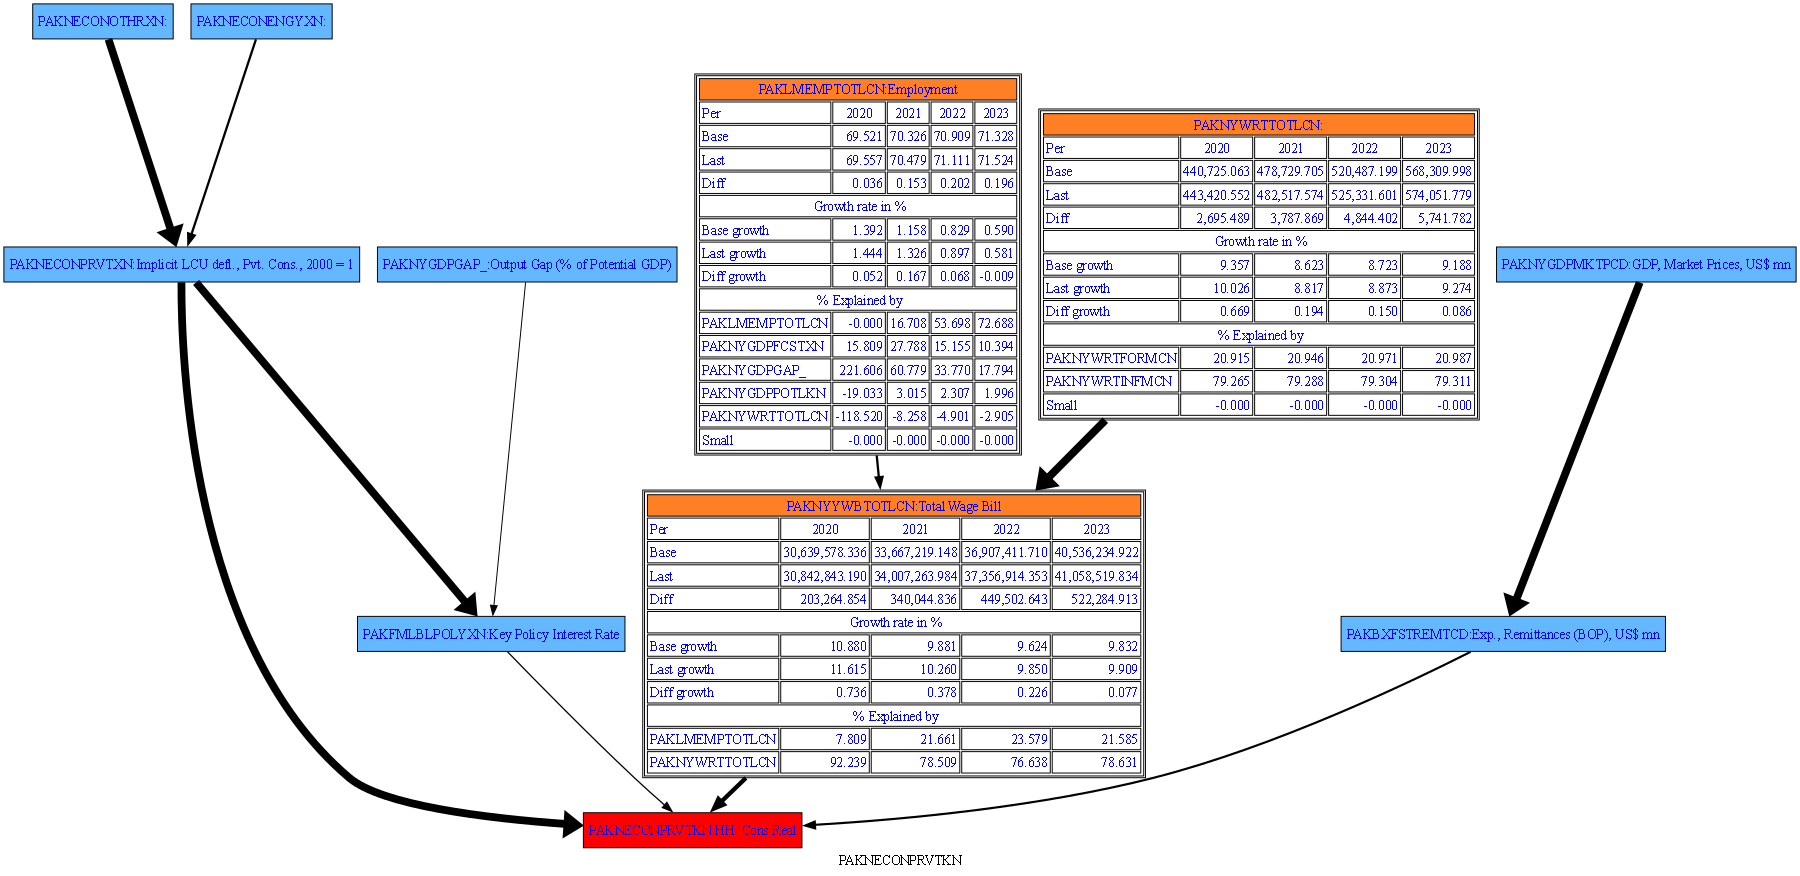 PAKNECONOTHRXN:
PAKNECONENGYXN:
PAKLMEMPTOTLCN:Employment
Per 2020 2021 2022 2023
Base 69.521 70.326 70.909 71.328
Last 69.557 70.479 71.111 71.524
Diff 0.036 0.153 0.202 0.196
Growth rate in %
Base growth 1.392 1.158 0.829 0.590
Last growth 1.444 1.326 0.897 0.581
Diff growth 0.052 0.167 0.068 -0.009
% Explained by
PAKLMEMPTOTLCN -0.000 16.708 53.698 72.688
PAKNYGDPFCSTXN 15.809 27.788 15.155 10.394
PAKNYGDPGAP_ 221.606 60.779 33.770 17.794
PAKNYGDPPOTLKN -19.033 3.015 2.307 1.996
PAKNYWRTTOTLCN -118.520 -8.258 -4.901 -2.905
Small -0.000 -0.000 -0.000 -0.000
PAKNYWRTTOTLCN:
Per 2020 2021 2022 2023
Base 440,725.063 478,729.705 520,487.199 568,309.998
Last 443,420.552 482,517.574 525,331.601 574,051.779
Diff 2,695.489 3,787.869 4,844.402 5,741.782
Growth rate in %
Base growth 9.357 8.623 8.723 9.188
Last growth 10.026 8.817 8.873 9.274
Diff growth 0.669 0.194 0.150 0.086
% Explained by
PAKNYWRTFORMCN 20.915 20.946 20.971 20.987
PAKNYWRTINFMCN 79.265 79.288 79.304 79.311
Small -0.000 -0.000 -0.000 -0.000
PAKNECONPRVTXN:Implicit LCU defl., Pvt. Cons., 2000 = 1
PAKNYGDPGAP_:Output Gap (% of Potential GDP)
PAKNYGDPMKTPCD:GDP, Market Prices, US$ mn
PAKNYYWBTOTLCN:Total Wage Bill
Per 2020 2021 2022 2023
Base 30,639,578.336 33,667,219.148 36,907,411.710 40,536,234.922
Last 30,842,843.190 34,007,263.984 37,356,914.353 41,058,519.834
Diff 203,264.854 340,044.836 449,502.643 522,284.913
Growth rate in %
Base growth 10.880 9.881 9.624 9.832
Last growth 11.615 10.260 9.850 9.909
Diff growth 0.736 0.378 0.226 0.077
% Explained by
PAKLMEMPTOTLCN 7.809 21.661 23.579 21.585
PAKNYWRTTOTLCN 92.239 78.509 76.638 78.631
PAKFMLBLPOLYXN:Key Policy Interest Rate
PAKBXFSTREMTCD:Exp., Remittances (BOP), US$ mn
PAKNECONPRVTKN:HH. Cons Real
PAKNECONPRVTKN